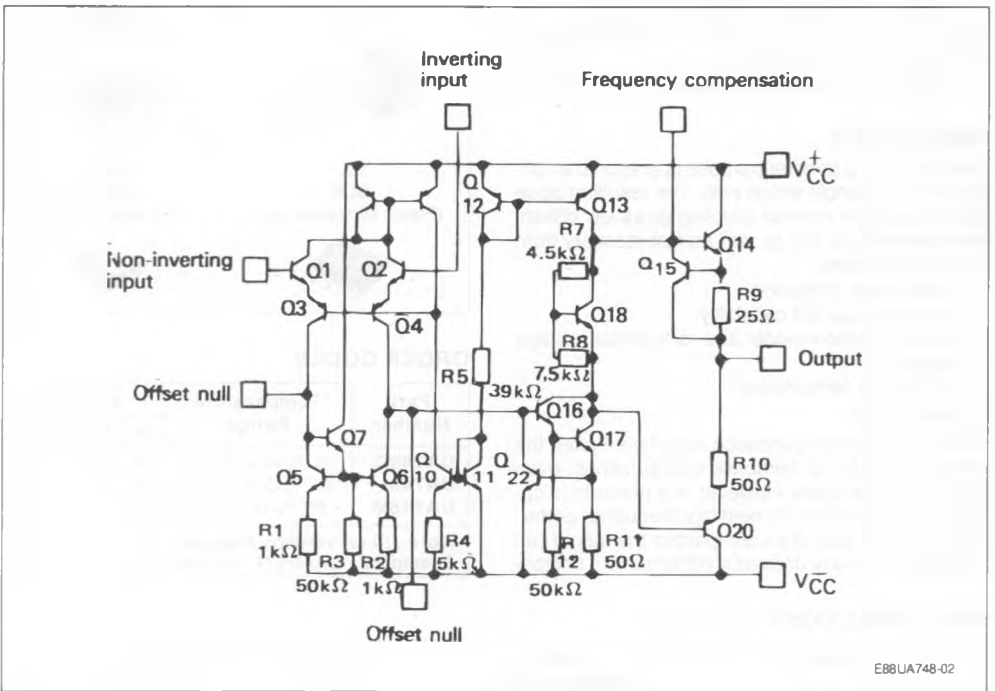 Inverting
input
Frequency compensation
V+CC
Q
12
Q13
R7
4.5kΩ
Q14
Non-inverting
input
Q1
Q2
Q15
R9
25Ω
Q3
Q4
Q18
R8
7,5kΩ
Output
R5
39kΩ
Offset null
Q16
Q7
Q17
R10
50Ω
Q5
Q6
Q
10
11
Q
22
Q20
R1
1kΩ
R3
50kΩ
R2
1kΩ
R4
5kΩ
R
12
50kΩ
R11
50Ω
V-CC
Offset null
E88UA748-02